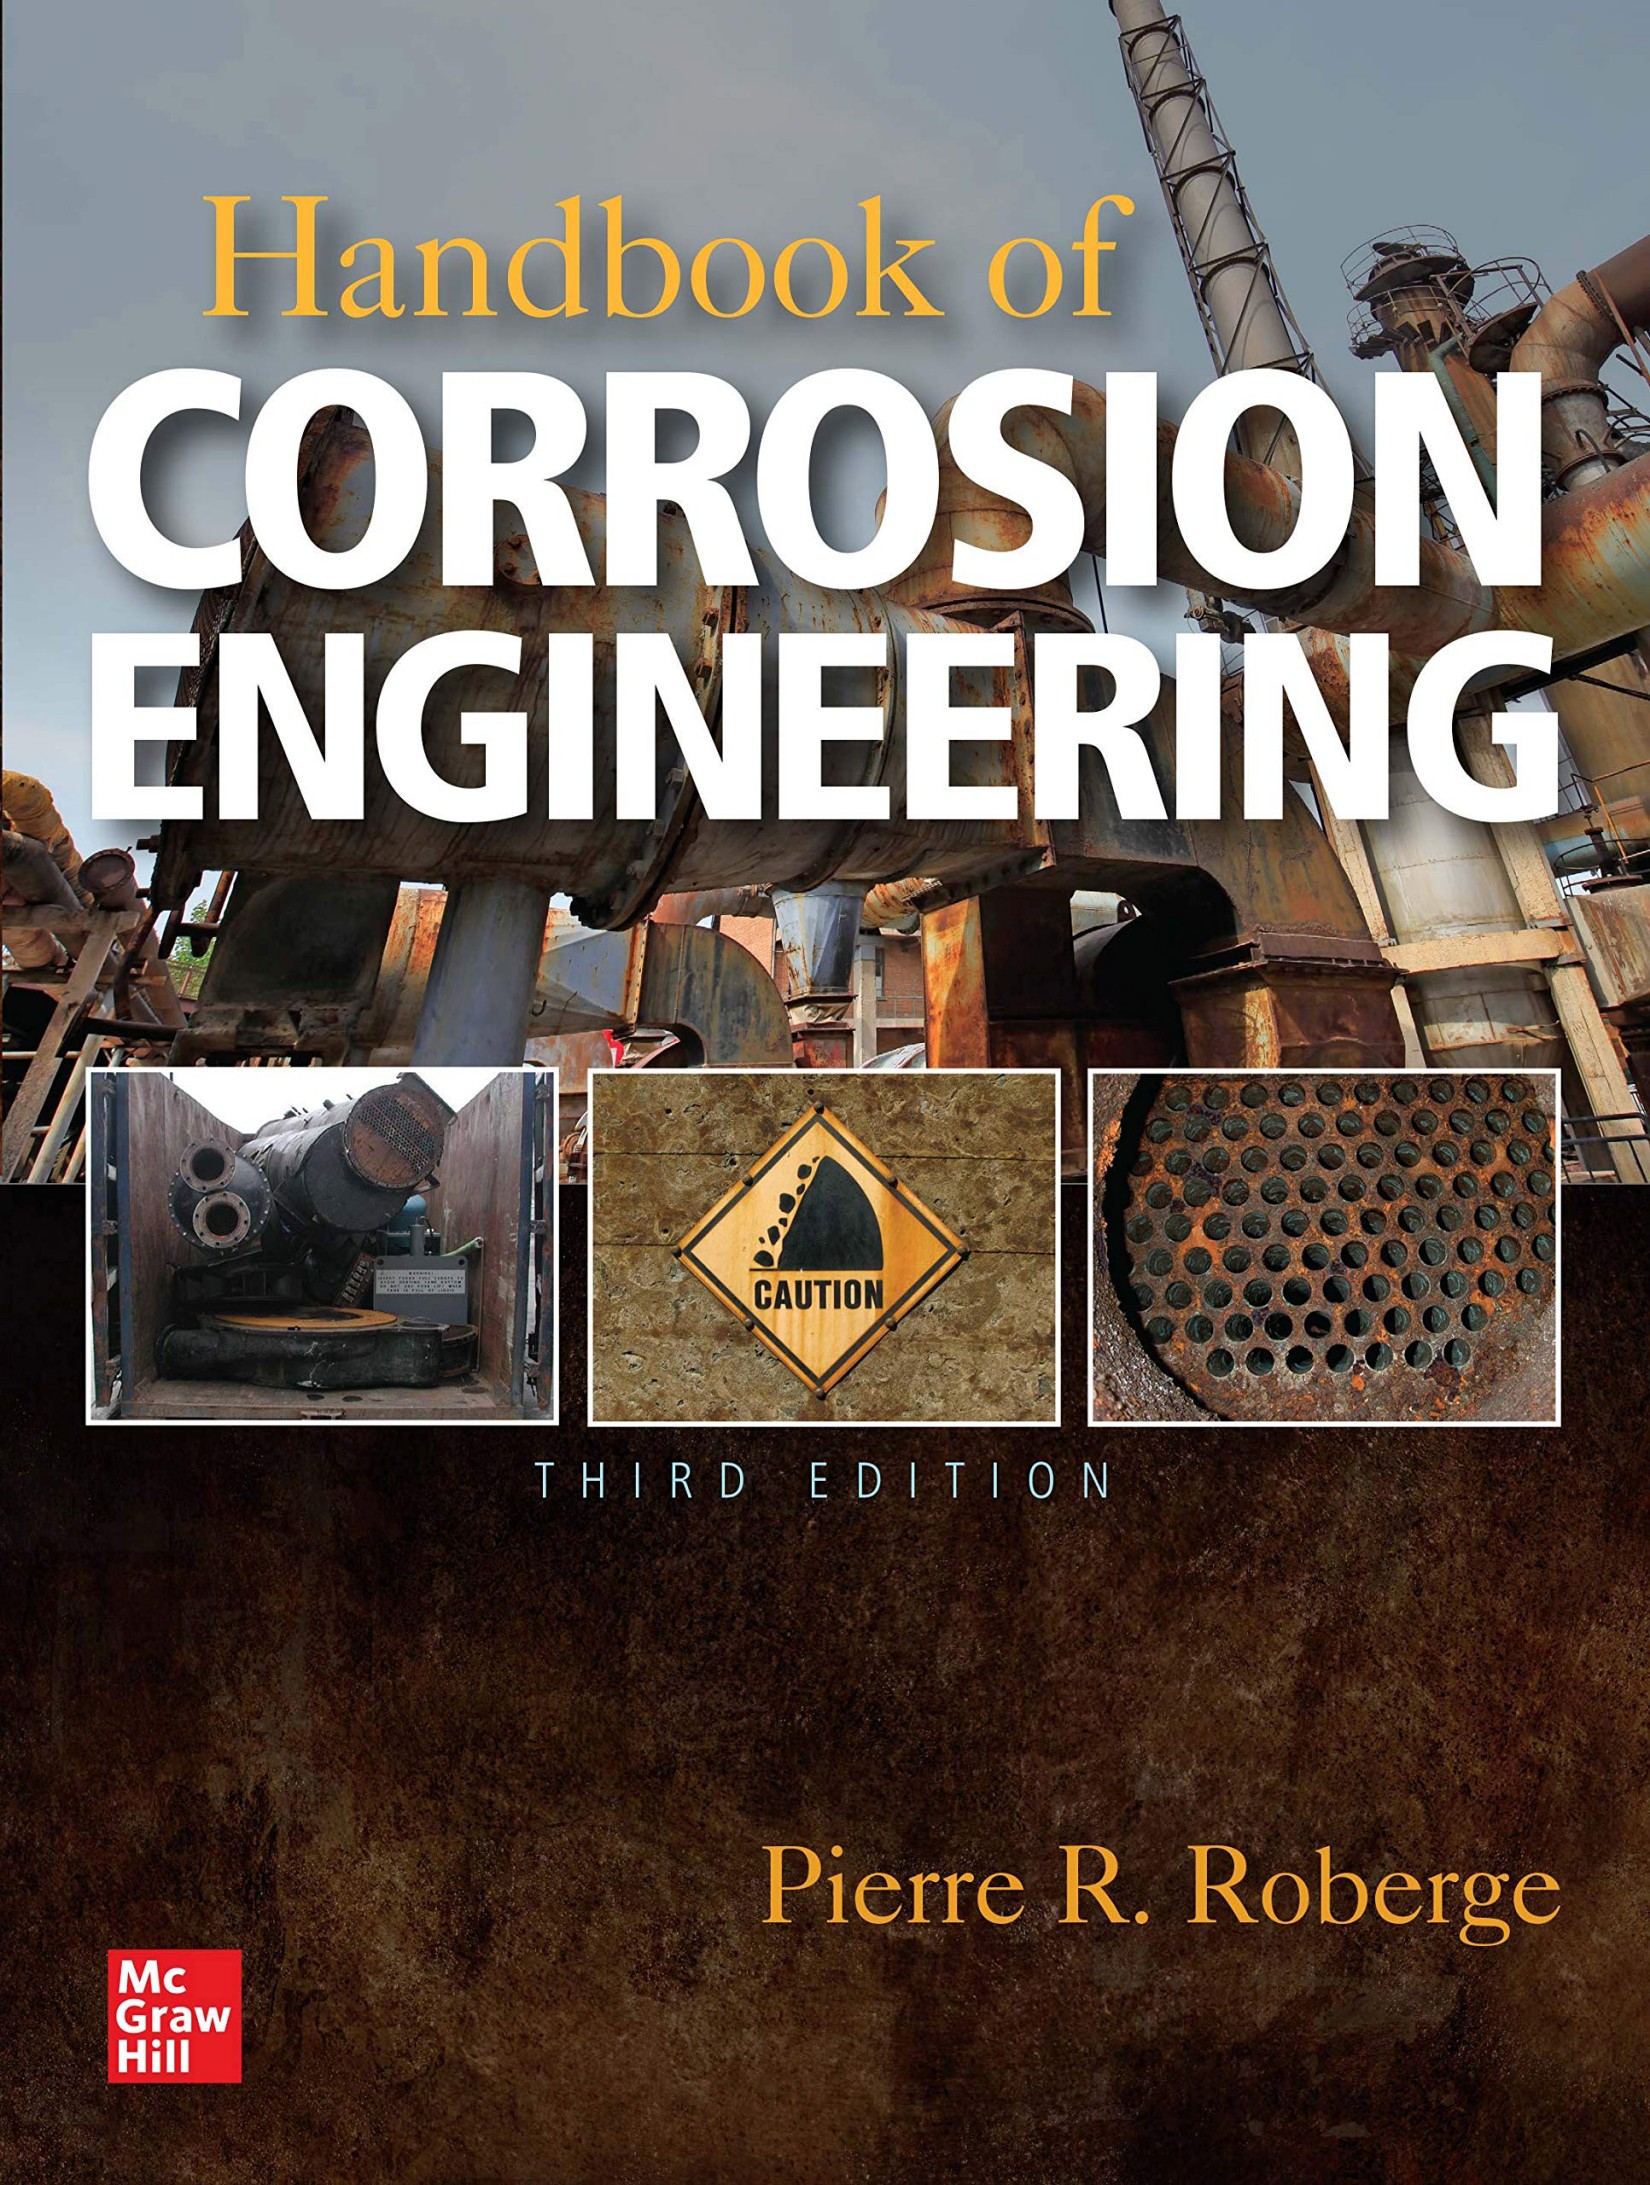 Handbook of
CORROSION
ENGINEERING
CAUTION
THIRD EDITION
Pierre R. Roberge
Mc
Graw
Hill